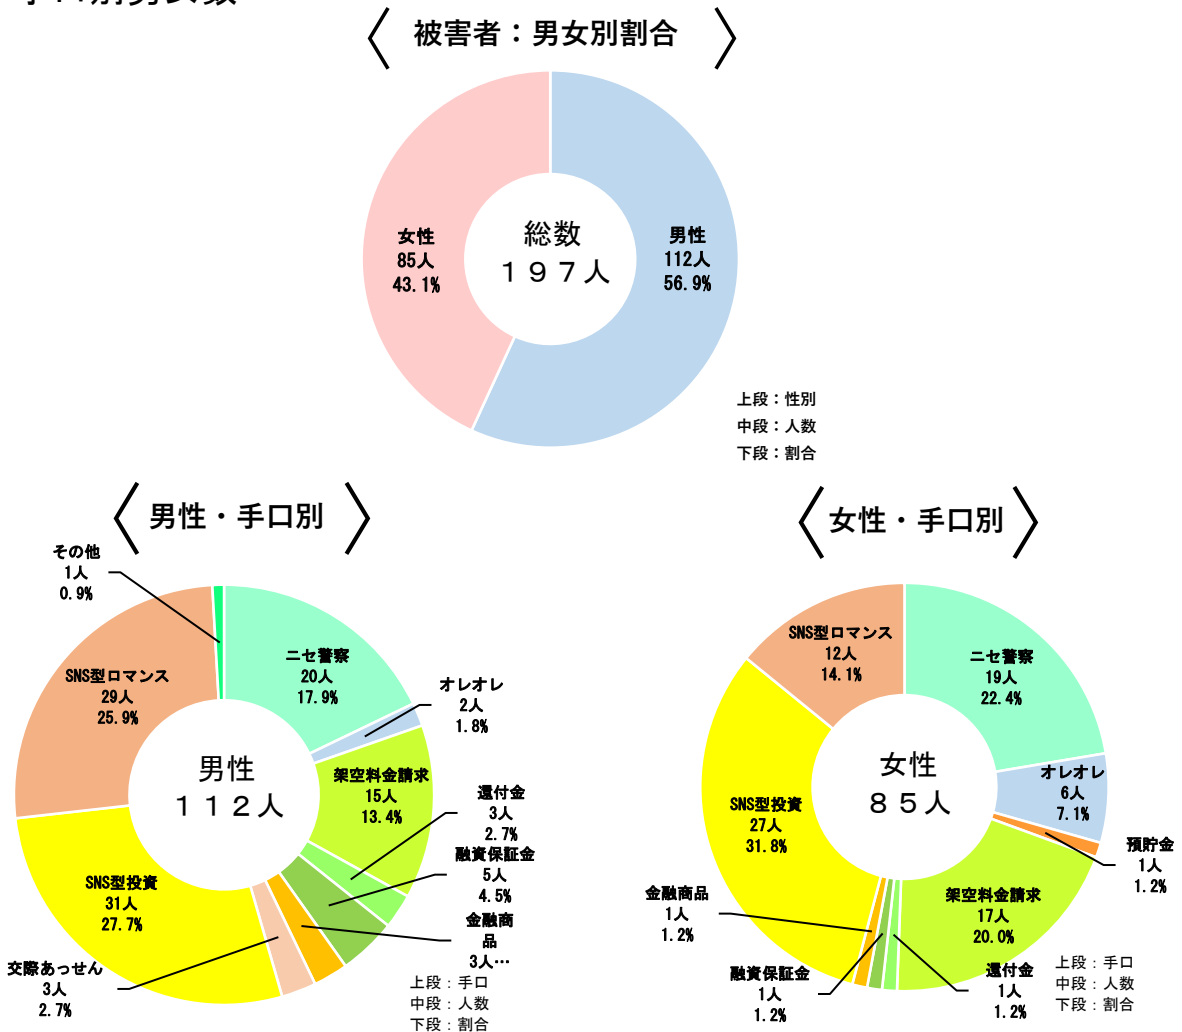 〈 被害者：男女別割合 〉
女性
85人
43.1%
総数
１９７人
男性
112人
56.9%
上段：性別
中段：人数
下段：割合
〈 男性・手口別 〉
その他
1人
0.9%
ニセ警察
20人
17.9%
オレオレ
2人
1.8%
架空料金請求
15人
13.4%
還付金
3人
2.7%
融資保証金
5人
4.5%
金融商
品
3人…
交際あっせん
3人
2.7%
SNS型投資
31人
27.7%
SNS型ロマンス
29人
25.9%
男性
１１２人
上段：手口
中段：人数
下段：割合
〈 女性・手口別 〉
ニセ警察
19人
22.4%
オレオレ
6人
7.1%
預貯金
1人
1.2%
架空料金請求
17人
20.0%
還付金
1人
1.2%
融資保証金
1人
1.2%
金融商品
1人
1.2%
SNS型投資
27人
31.8%
SNS型ロマンス
12人
14.1%
女性
８５人
上段：手口
中段：人数
下段：割合